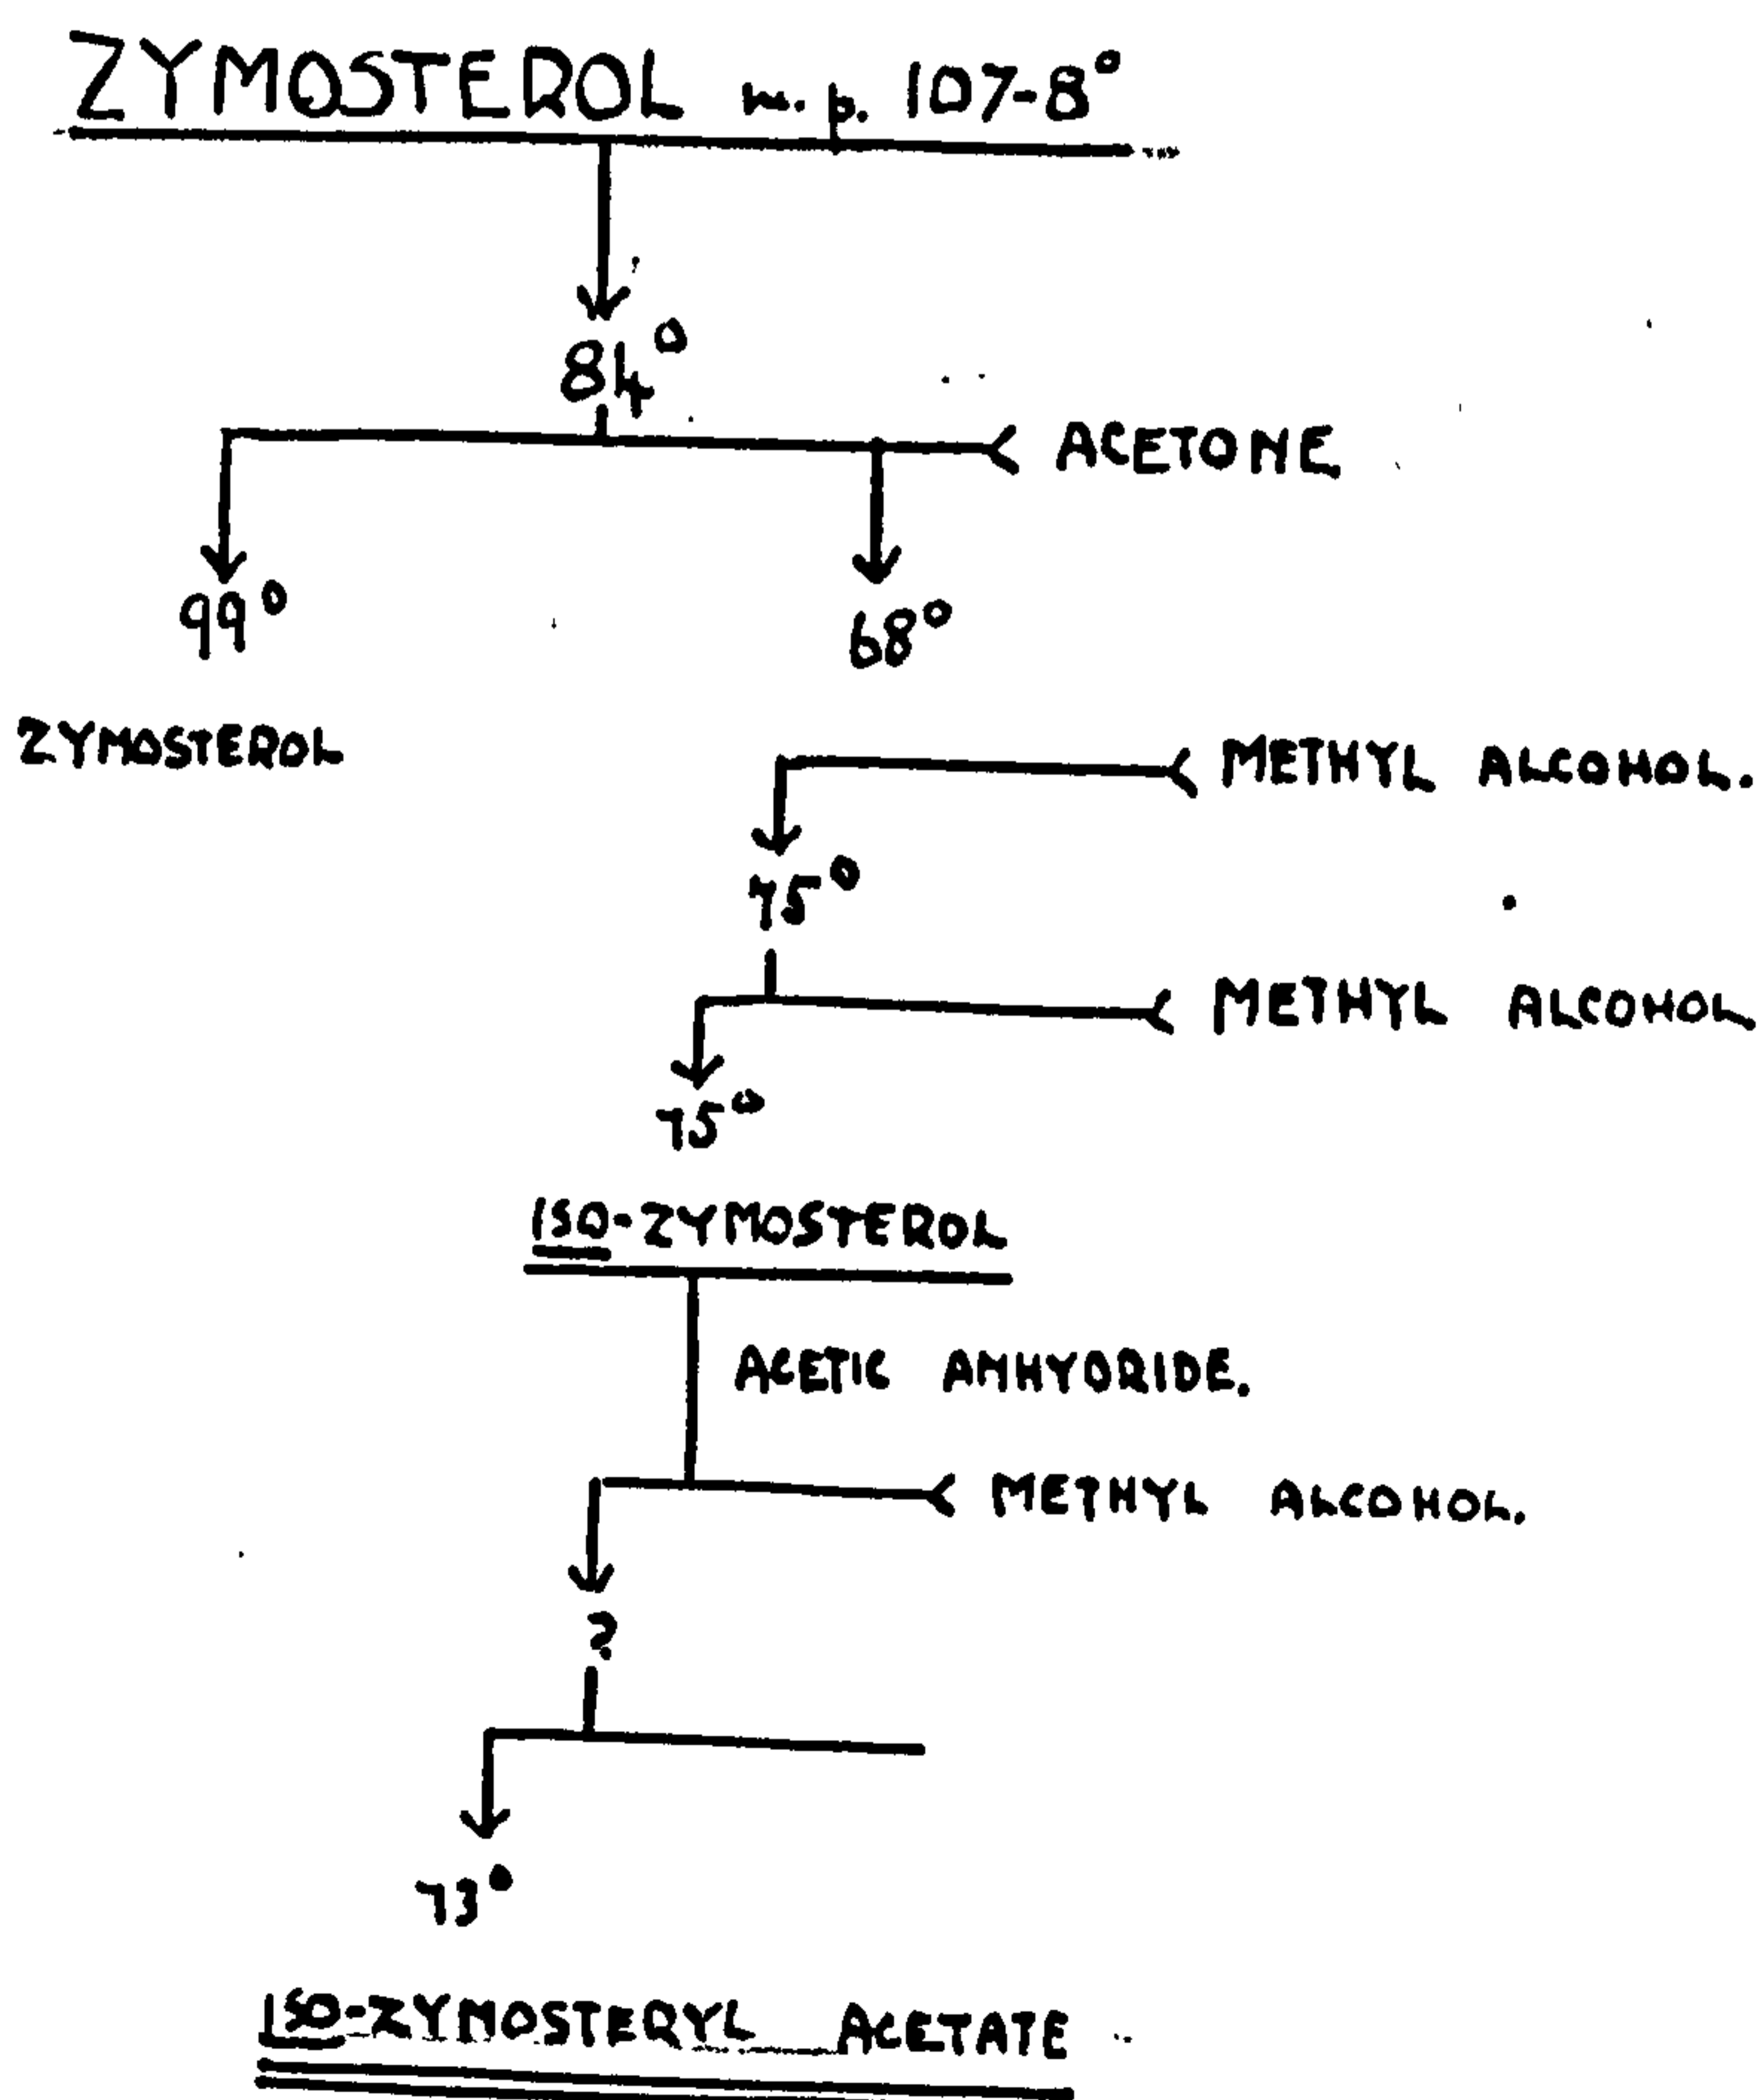 ZYMOSTEROL m.p. 107-8°
84°
ACETONE
99°
68°
ZYMOSTEROL
METHYL ALCOHOL.
75°
METHYL ALCOHOL
75°
ISO-ZYMOSTEROL
ACETIC ANHYDRIDE.
METHYL ALCOHOL.
?
73°
ISO-ZYMOSTERYL ACETATE